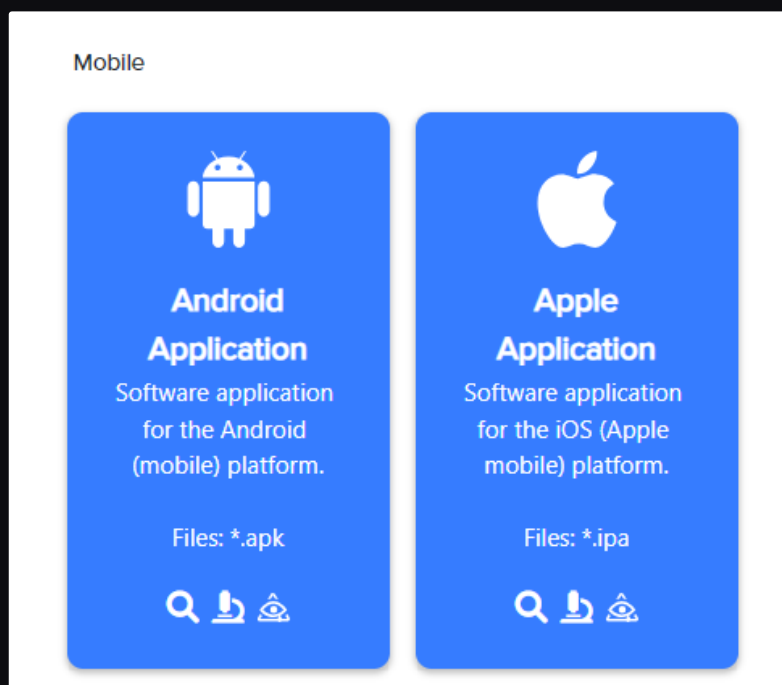 Mobile
Android
Application
Software application
for the Android
(mobile) platform.
Files: *.apk
Apple
Application
Software application
for the iOS (Apple
mobile) platform.
Files: *.ipa